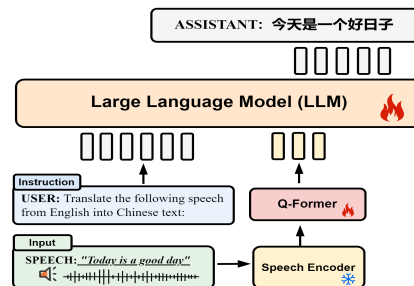 ASSISTANT: 今天是一个好日子
Large Language Model (LLM)
Instruction
USER: Translate the following speech
from English into Chinese text:
Q-Former
Input
SPEECH: "Today is a good day"
Speech Encoder